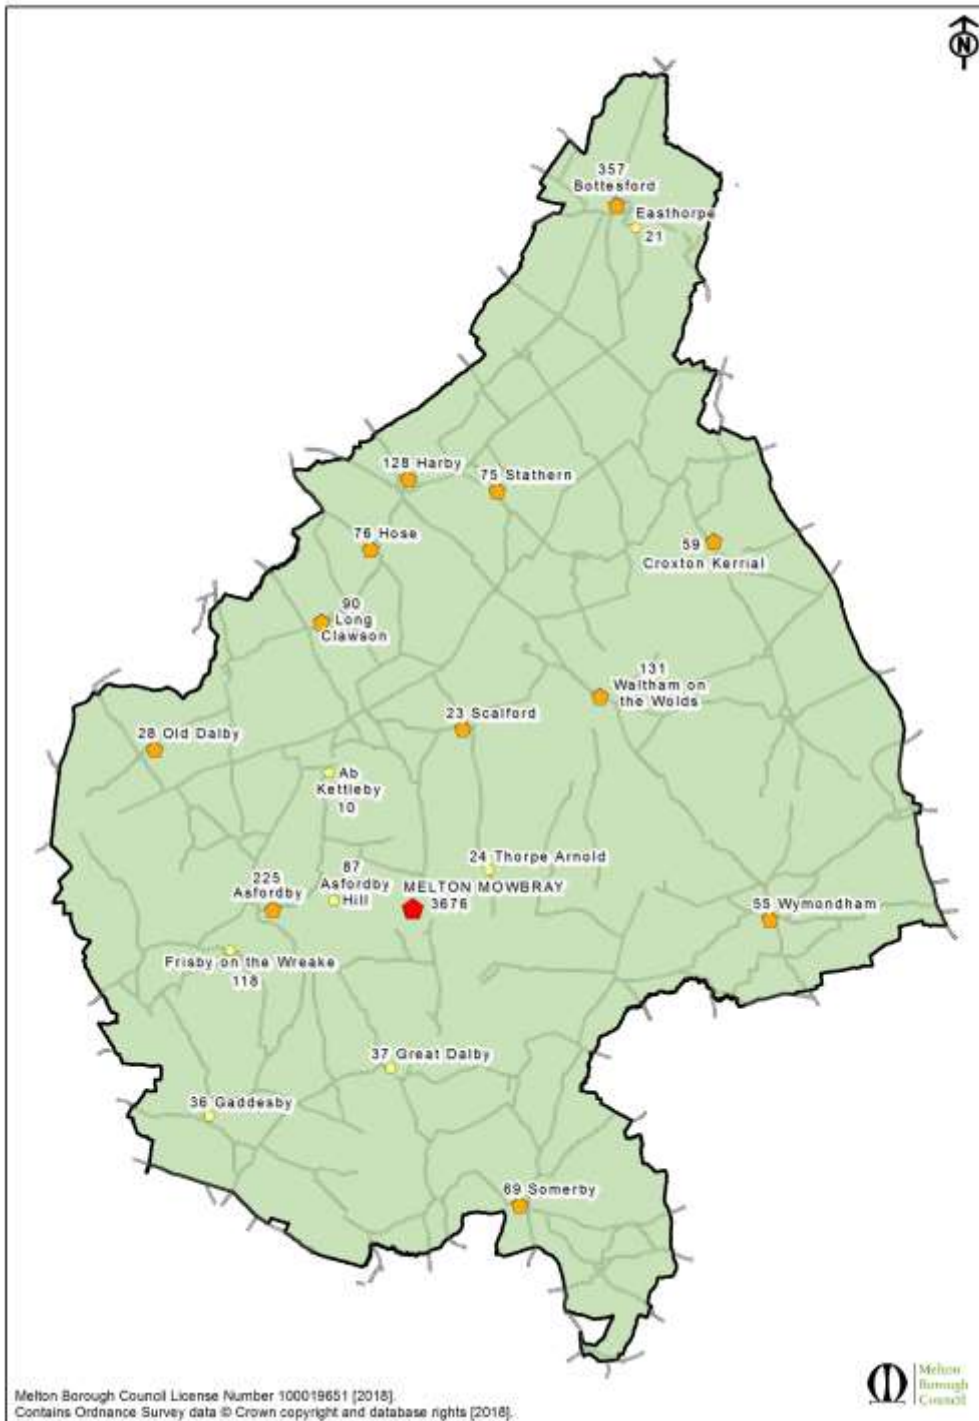 N
357
Bottesford
Easthorpe
21
128 Harby
75 Stathern
76 Hose
59
Croxton Kerrial
90
Long
Clawson
131
Waltham on
the Wolds
23 Scalford
28 Old Dalby
Ab
Kettleby
10
24 Thorpe Arnold
87
Asfordby
Hill
225
Asfordby
MELTON MOWBRAY
3676
55 Wymondham
Frisby on the Wreake
118
37 Great Dalby
36 Gaddesby
69 Somerby
Melton Borough Council License Number 100019651 [2018].
Contains Ordnance Survey data © Crown copyright and database rights [2018].
Melton
Borough
Council